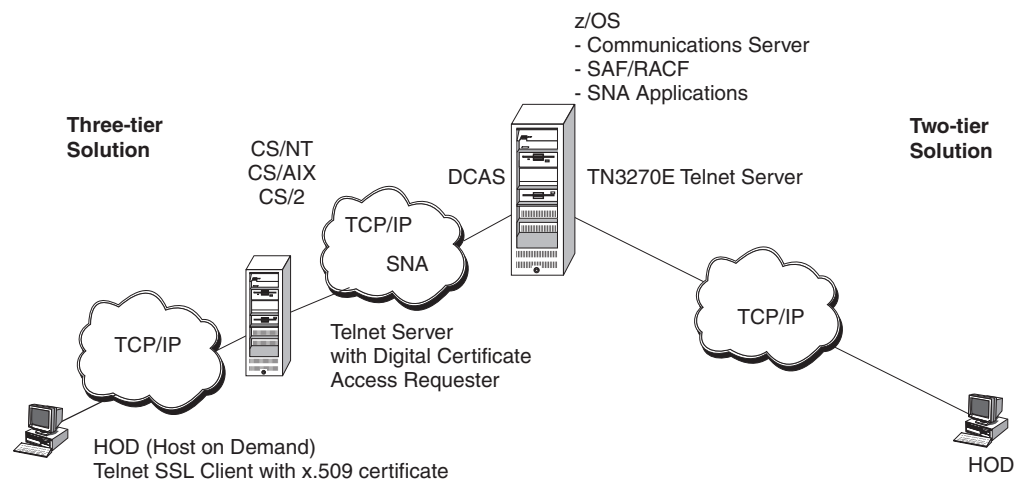 z/OS
- Communications Server
- SAF/RACF
- SNA Applications
Three-tier
Solution
Two-tier
Solution
CS/NT
CS/AIX
CS/2
DCAS
TN3270E Telnet Server
TCP/IP
SNA
TCP/IP
TCP/IP
Telnet Server
with Digital Certificate
Access Requester
HOD (Host on Demand)
Telnet SSL Client with x.509 certificate
HOD